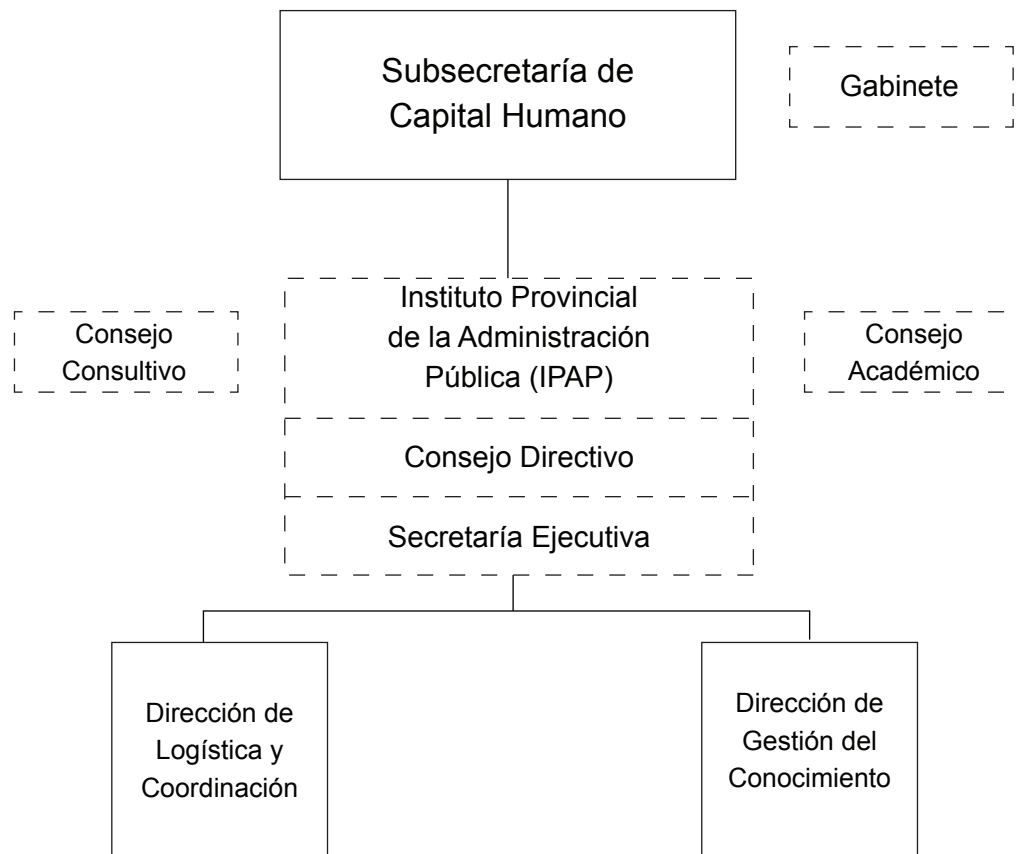 Subsecretaría de
Capital Humano
Gabinete
Instituto Provincial
de la Administración
Pública (IPAP)
Consejo
Consultivo
Consejo
Académico
Consejo Directivo
Secretaría Ejecutiva
Dirección de
Logística y
Coordinación
Dirección de
Gestión del
Conocimiento